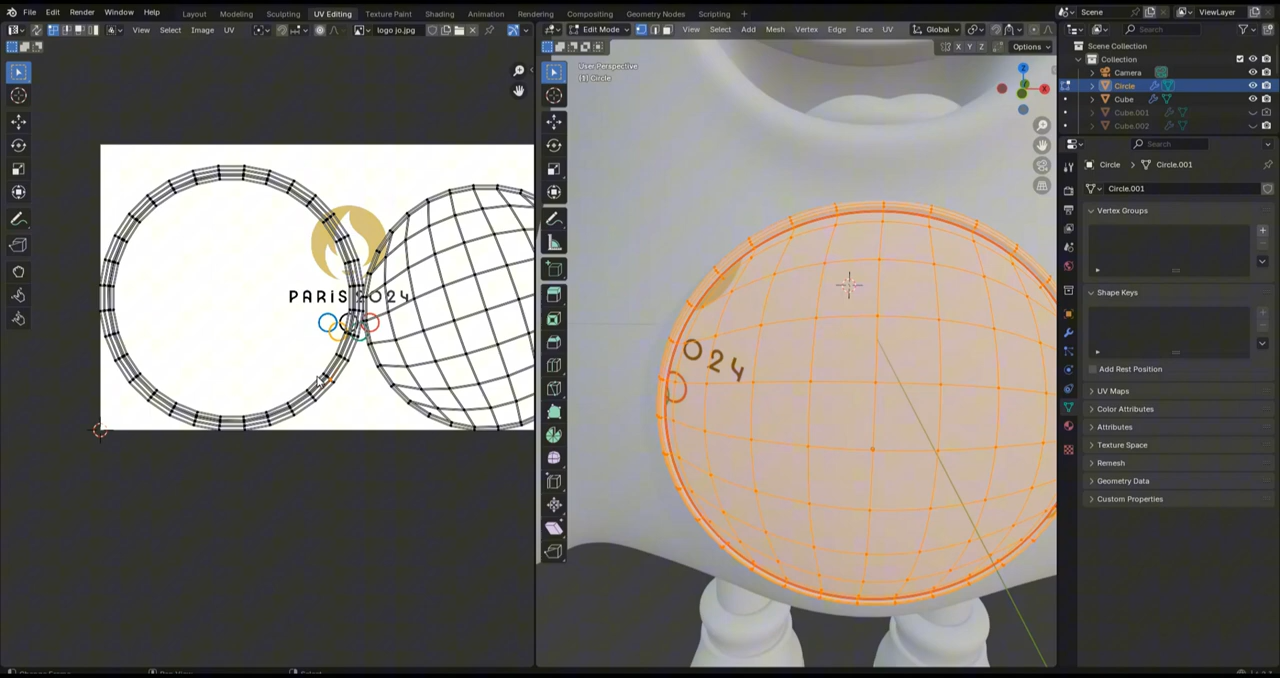 File Edit Render Window Help Layout Modeling Sculpting UV Editing Texture Paint Shading Animation Rendering Compositing Geometry Nodes Scripting + Scene ViewLayer
View Select Image UV logo jo.jpg Edit Mode View Select Add Mesh Vertex Edge Face UV Global Search
X Y Z Options
Scene Collection
Collection
Camera
Circle
Cube
Cube.001
Cube.002
User Perspective
(1) Circle
Z
X
Search
Circle > Circle.001
Circle.001
Vertex Groups
Shape Keys
Add Rest Position
UV Maps
Color Attributes
Attributes
Texture Space
Remesh
Geometry Data
Custom Properties
PARIS 2024
024